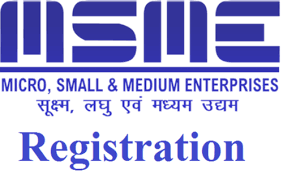 MSME
MICRO, SMALL & MEDIUM ENTERPRISES
सूक्ष्म, लघु एवं मध्यम उद्यम
Registration